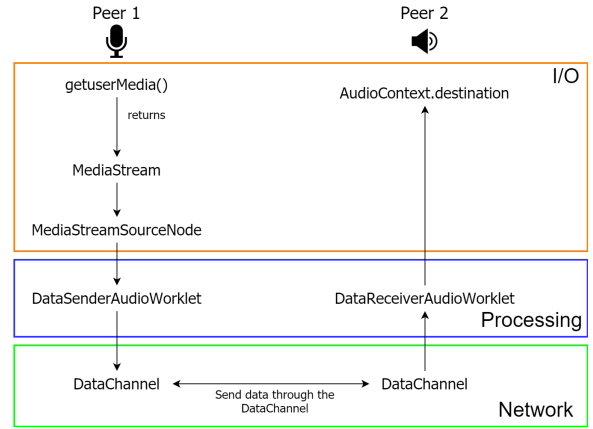 Peer 1
Peer 2
I/O
getuserMedia()
AudioContext.destination
returns
MediaStream
MediaStreamSourceNode
DataSenderAudioWorklet
DataReceiverAudioWorklet
Processing
DataChannel
DataChannel
Send data through the
DataChannel
Network